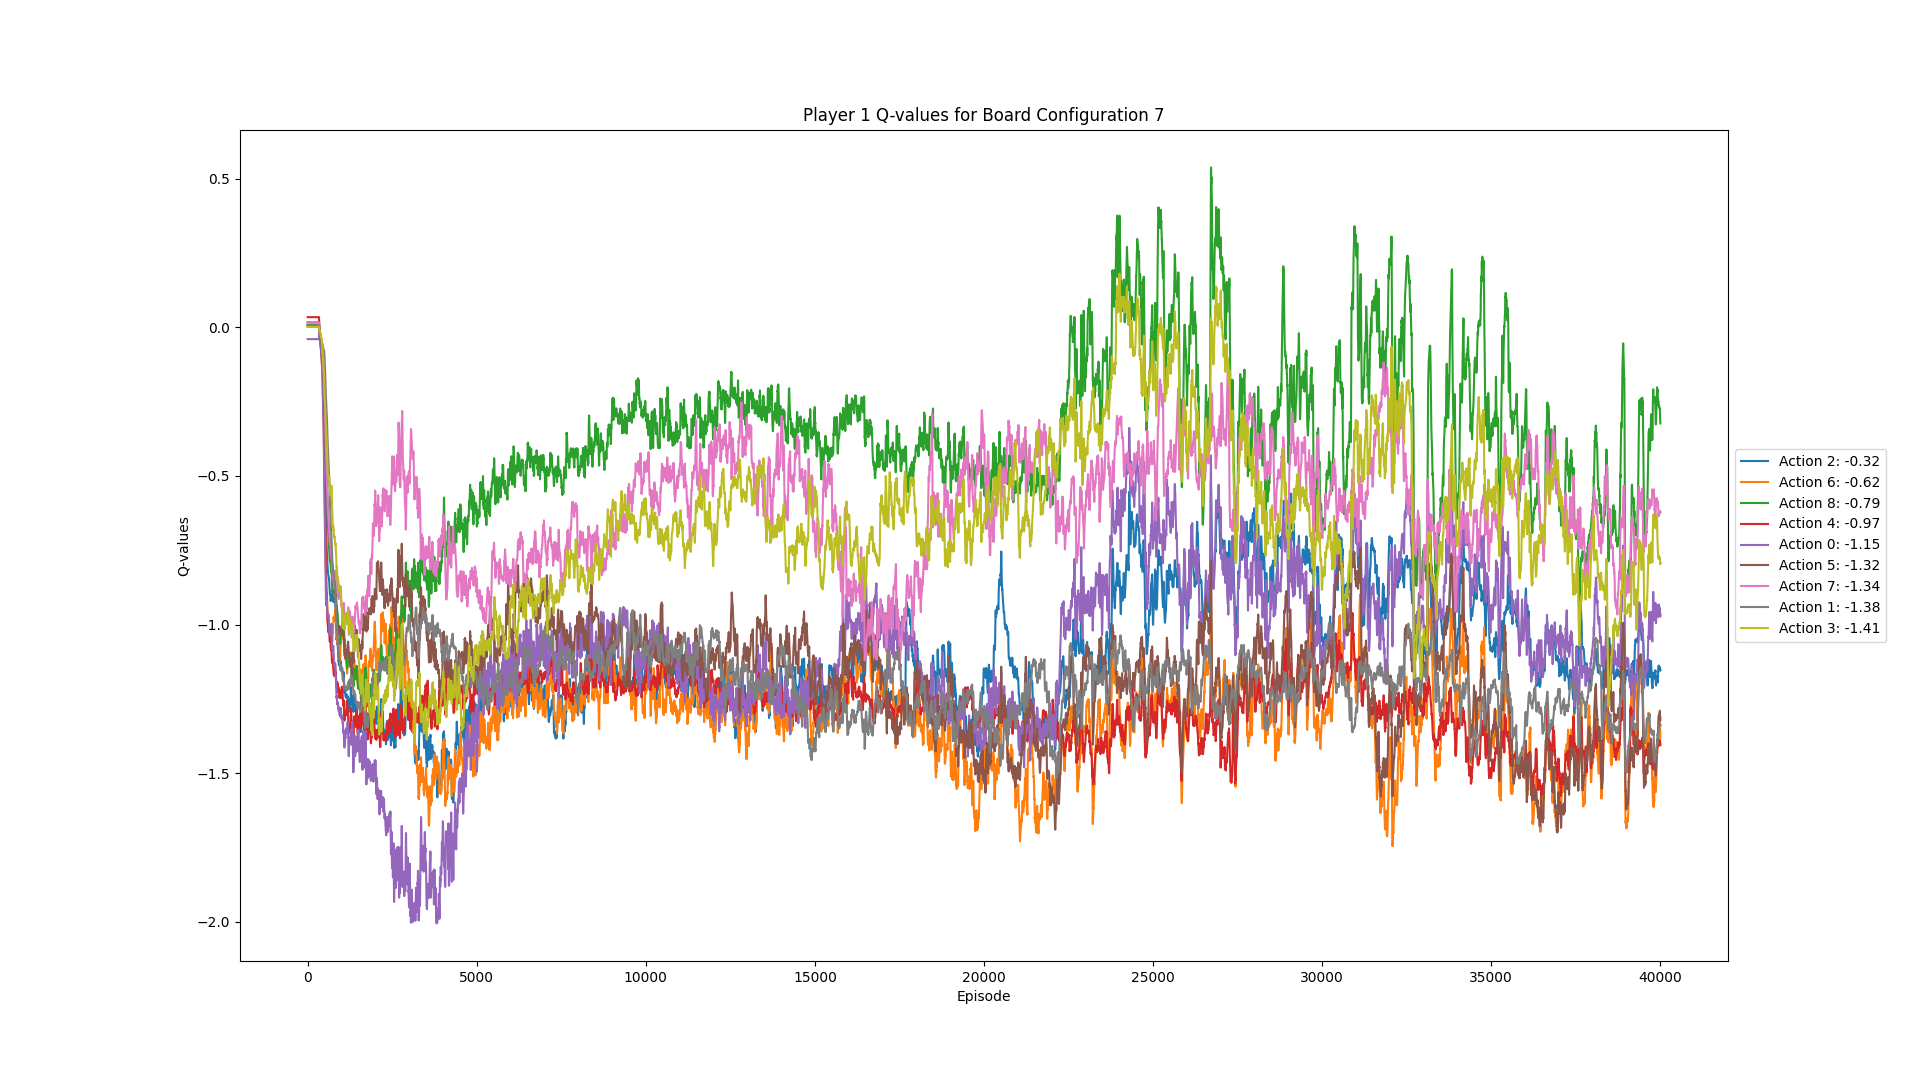 Player 1 Q-values for Board Configuration 7
0.5
0.0
−0.5
−1.0
−1.5
−2.0
Q-values
0 5000 10000 15000 20000 25000 30000 35000 40000
Episode
Action 2: -0.32
Action 6: -0.62
Action 8: -0.79
Action 4: -0.97
Action 0: -1.15
Action 5: -1.32
Action 7: -1.34
Action 1: -1.38
Action 3: -1.41